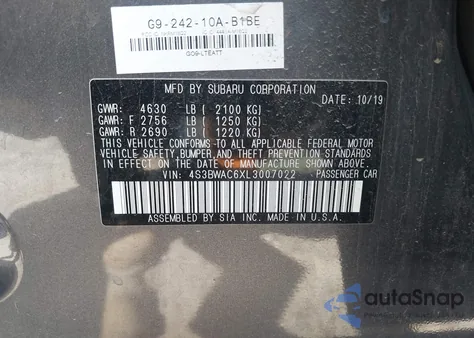 G9-242-10A-B1BE
GO9-LTEATT
MFD BY SUBARU CORPORATION
10/19
GVWR: 4630 LB ( 2100 KG)
GAWR: F 2756 LB ( 1250 KG)
GAWR: R 2690 LB ( 1220 KG)
THIS VEHICLE CONFORMS TO ALL APPLICABLE FEDERAL MOTOR
VEHICLE SAFETY,BUMPER, AND THEFT PREVENTION STANDARDS
IN EFFECT ON THE DATE OF MANUFACTURE SHOWN ABOVE.
VIN: 4S3BWAC6XL3007022 PASSENGER CAR
ASSEMBLED BY SIA INC. MADE IN U.S.A.
autoSnap